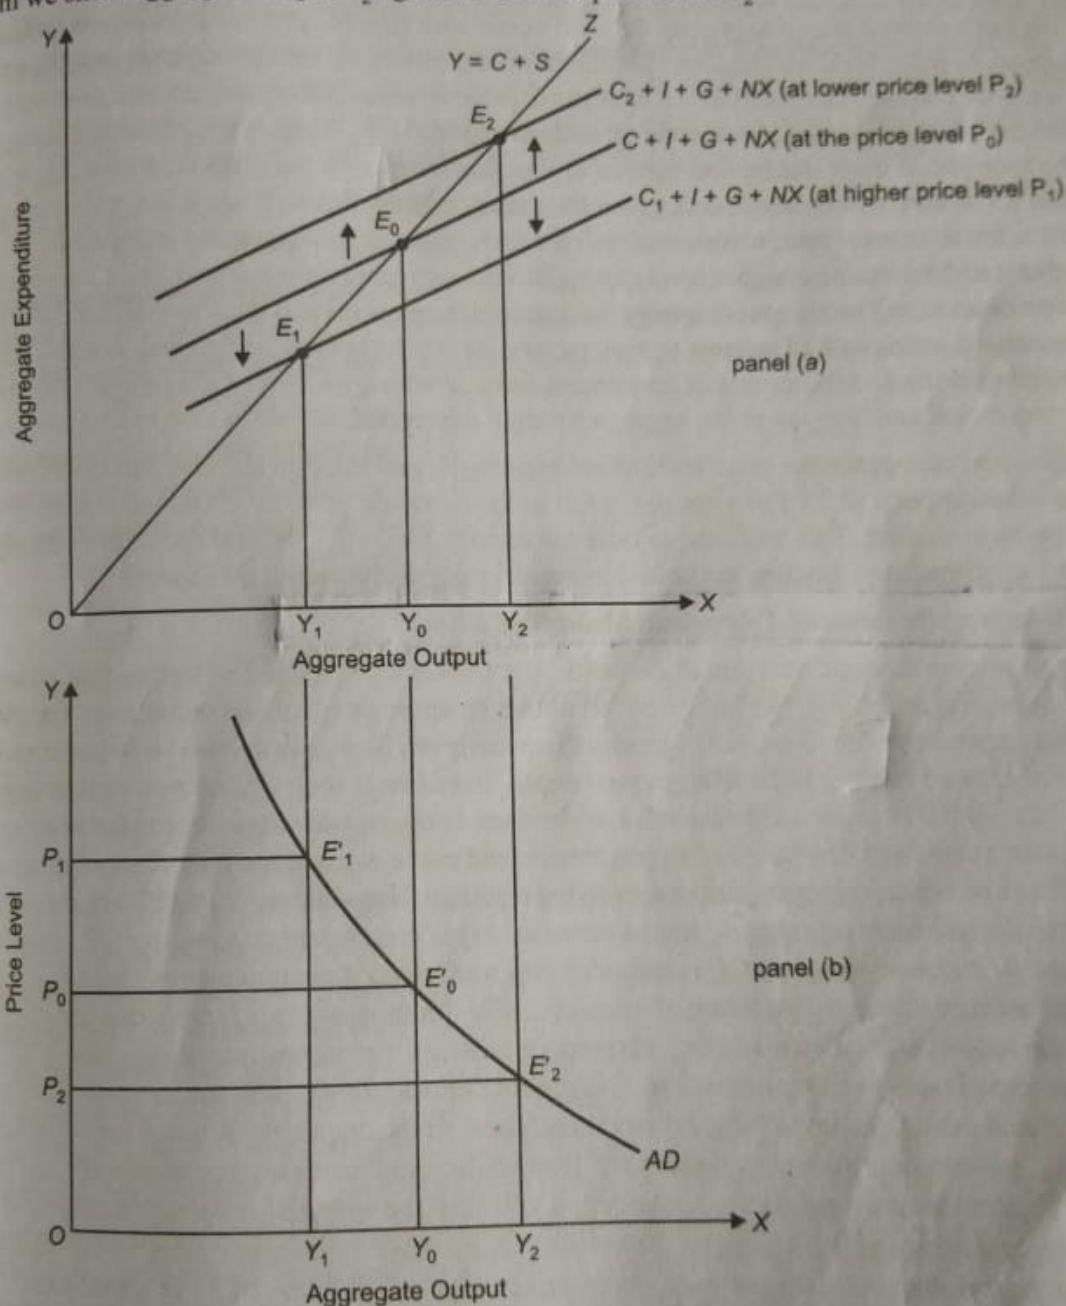 Y
Z
Y = C + S
C₂ + I + G + NX (at lower price level P₂)
E₂
C + I + G + NX (at the price level P₀)
C₁ + I + G + NX (at higher price level P₁)
E₀
E₁
Aggregate Expenditure
panel (a)
O
X
Y₁ Y₀ Y₂
Aggregate Output
Y
P₁
E'₁
Price Level
panel (b)
P₀
E'₀
P₂
E'₂
AD
O
X
Y₁ Y₀ Y₂
Aggregate Output